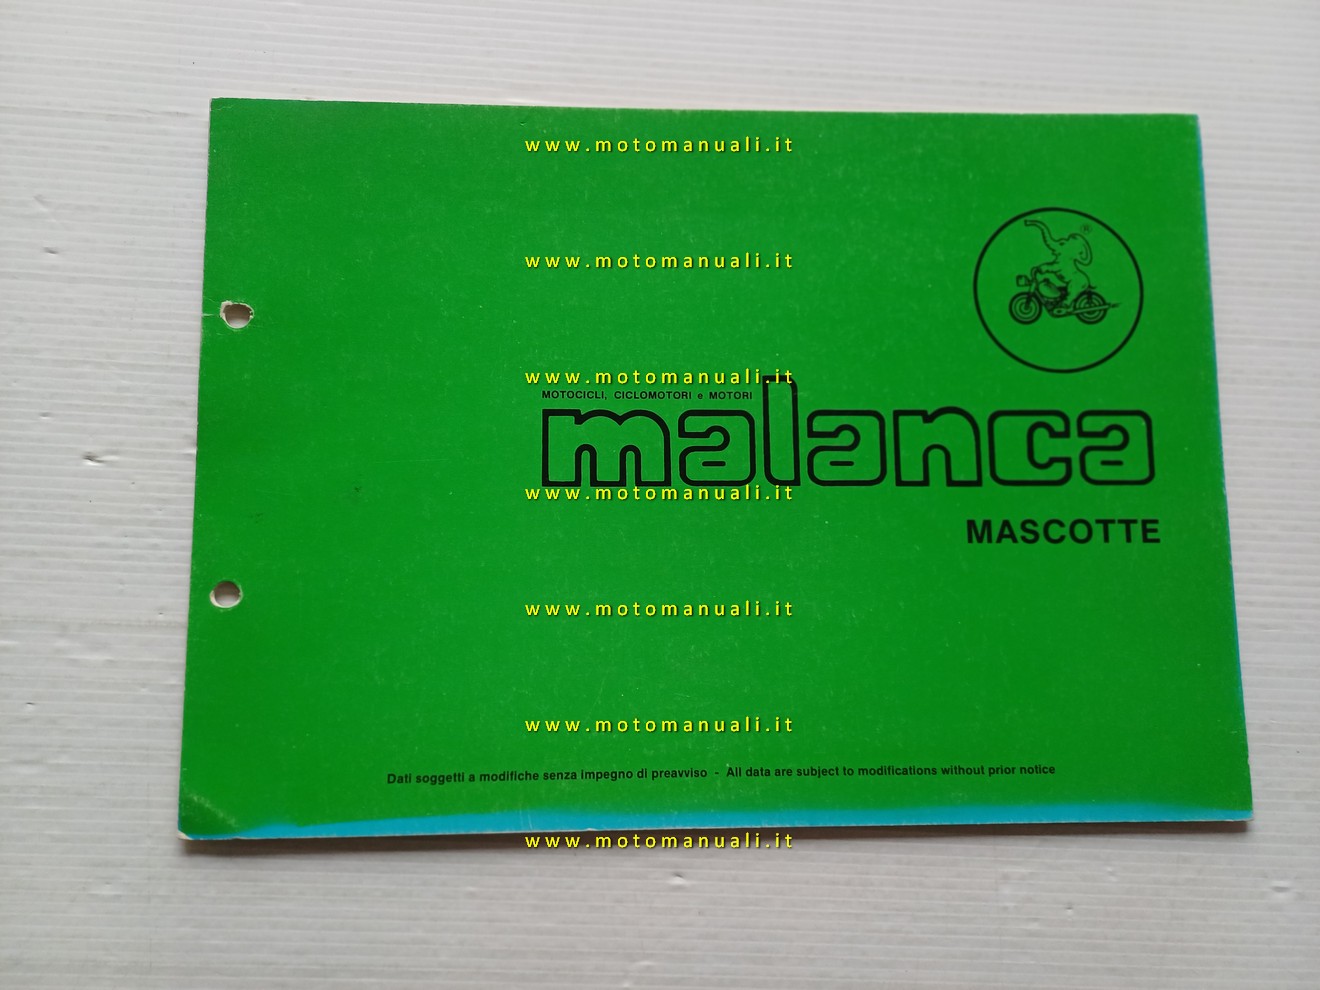 www.motomanuali.it
®
www.motomanuali.it
www.motomanuali.it
MOTOCICLI, CICLOMOTORI e MOTORI
malanca
www.motomanuali.it
MASCOTTE
www.motomanuali.it
www.motomanuali.it
Dati soggetti a modifiche senza impegno di preavviso - All data are subject to modifications without prior notice
www.motomanuali.it